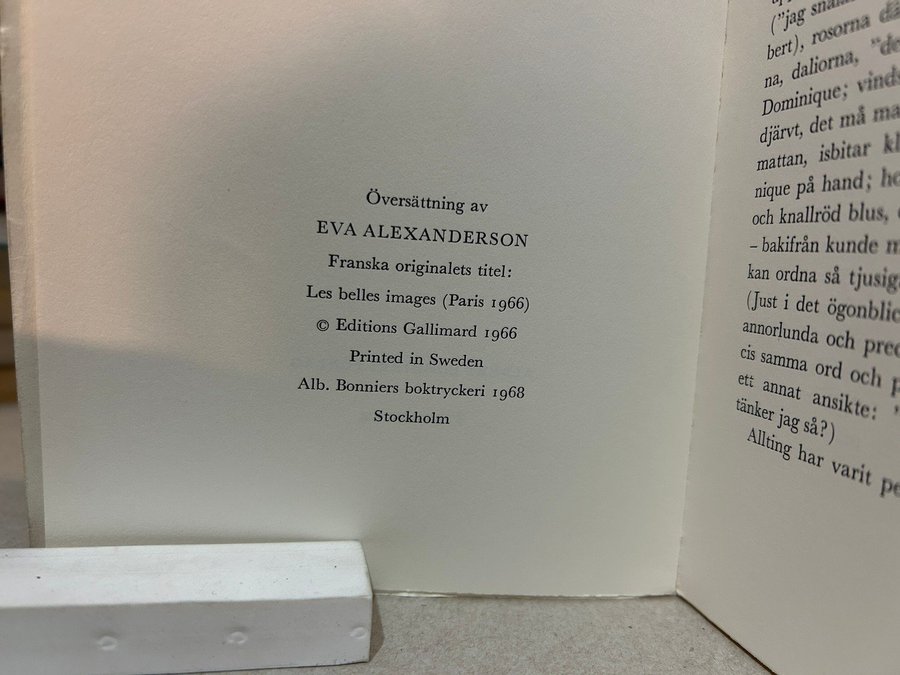 Översättning av
EVA ALEXANDERSON
Franska originalets titel:
Les belles images (Paris 1966)
© Editions Gallimard 1966
Printed in Sweden
Alb. Bonniers boktryckeri 1968
Stockholm
("jag
bert), rosorna
na, daliorna,
Dominique;
djärvt, det må
mattan, isbitar
nique på hand;
och knallröd blus,
– bakifrån kunde
kan ordna så
(Just i det
annorlunda och
cis samma ord och
ett annat ansikte: "
tänker jag så?)
Allting har varit